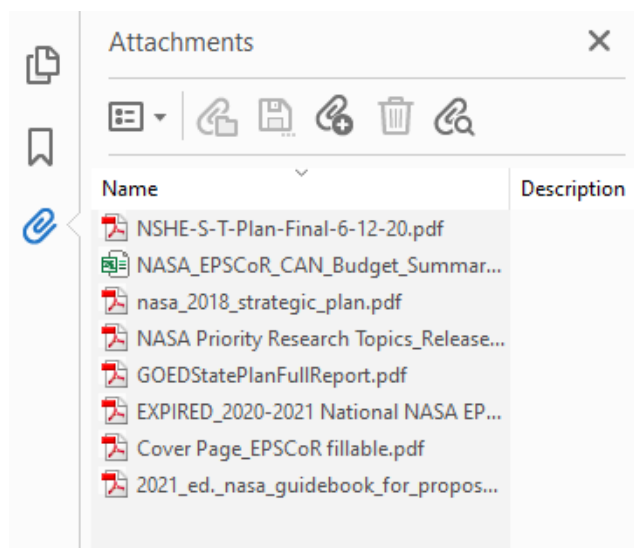 Attachments
Name Description
NSHE-S-T-Plan-Final-6-12-20.pdf
NASA_EPSCoR_CAN_Budget_Summar...
nasa_2018_strategic_plan.pdf
NASA Priority Research Topics_Release...
GOEDStatePlanFullReport.pdf
EXPIRED_2020-2021 National NASA EP...
Cover Page_EPSCoR fillable.pdf
2021_ed._nasa_guidebook_for_propos...